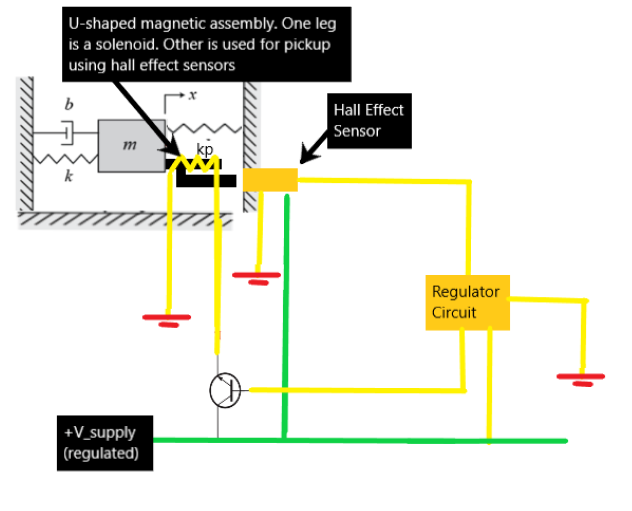 U-shaped magnetic assembly. One leg
is a solenoid. Other is used for pickup
using hall effect sensors
x
b
Hall Effect
Sensor
m
kp
k
Regulator
Circuit
+V_supply
(regulated)